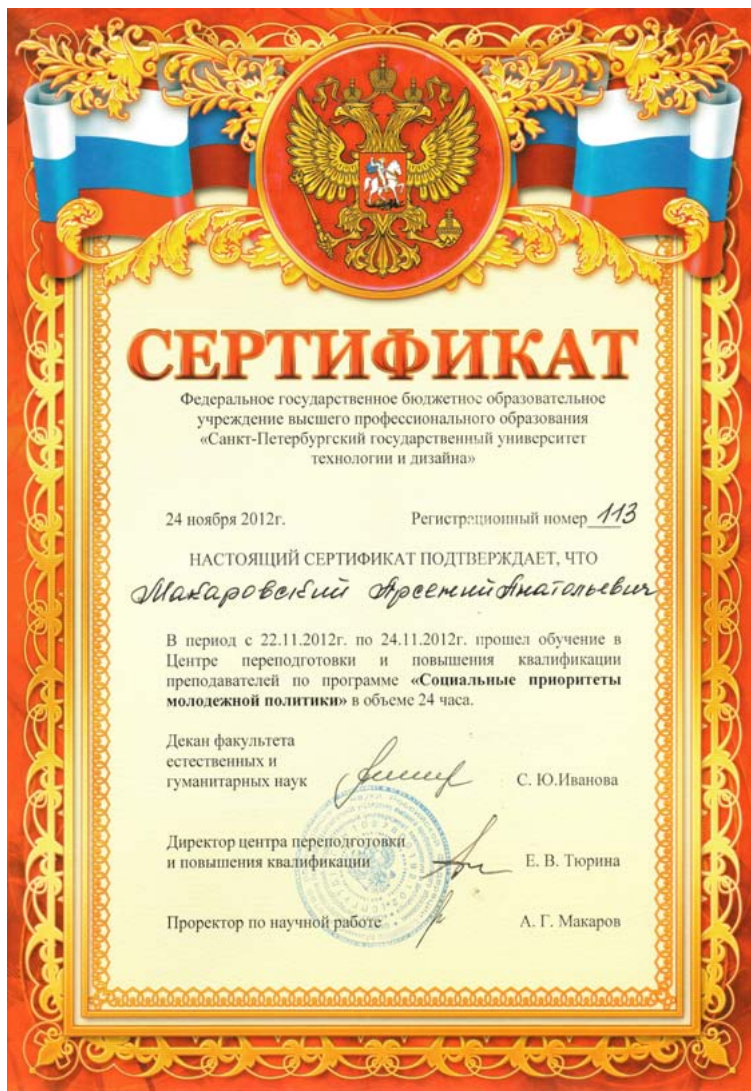 СЕРТИФИКАТ
Федеральное государственное бюджетное образовательное
учреждение высшего профессионального образования
«Санкт-Петербургский государственный университет
технологии и дизайна»
24 ноября 2012г. Регистрационный номер 113
НАСТОЯЩИЙ СЕРТИФИКАТ ПОДТВЕРЖДАЕТ, ЧТО
Макаровский Арсений Анатольевич
В период с 22.11.2012г. по 24.11.2012г. прошел обучение в
Центре переподготовки и повышения квалификации
преподавателей по программе «Социальные приоритеты
молодежной политики» в объеме 24 часа.
Декан факультета
естественных и
гуманитарных наук С. Ю.Иванова
Директор центра переподготовки
и повышения квалификации Е. В. Тюрина
Проректор по научной работе А. Г. Макаров